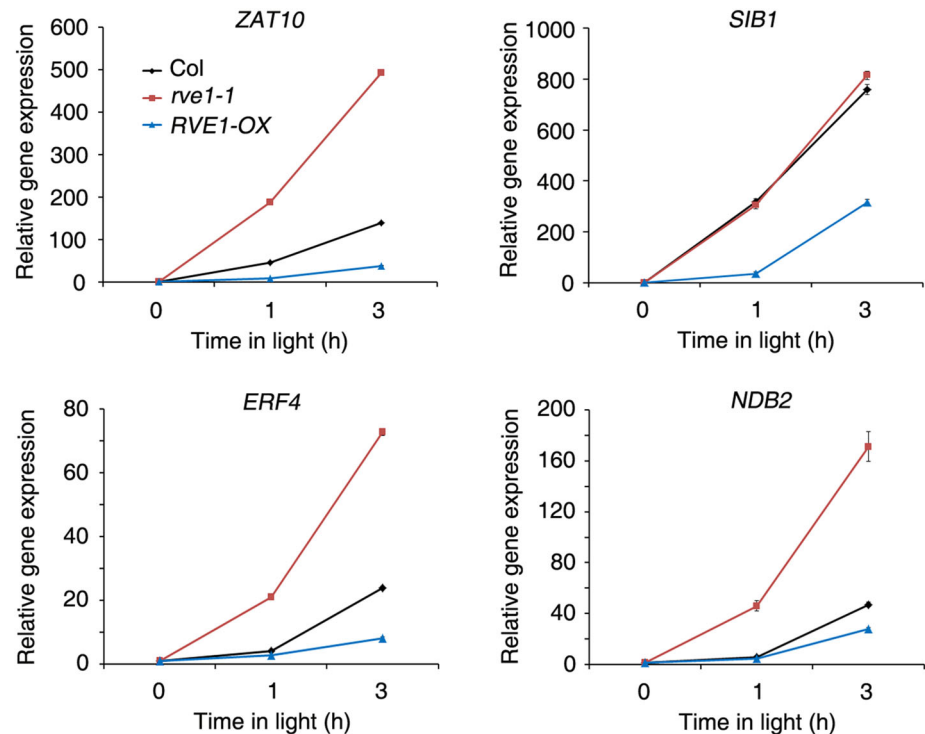 ZAT10
Relative gene expression
600
500
400
300
200
100
0
Col
rve1-1
RVE1-OX
0 1 3
Time in light (h)
SIB1
Relative gene expression
1000
800
600
400
200
0
0 1 3
Time in light (h)
ERF4
Relative gene expression
80
60
40
20
0
0 1 3
Time in light (h)
NDB2
Relative gene expression
200
160
120
80
40
0
0 1 3
Time in light (h)